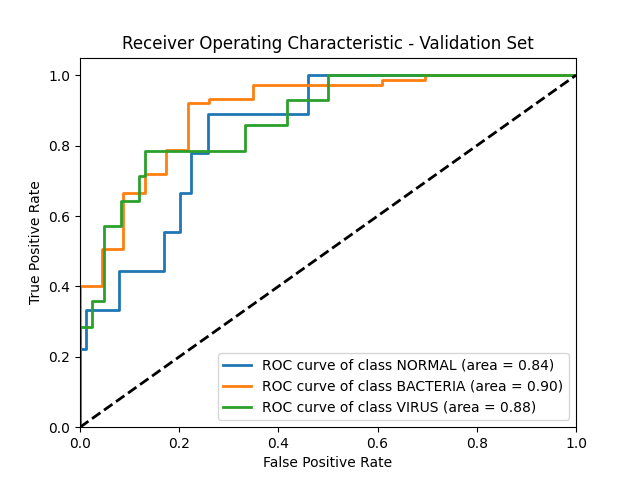 Receiver Operating Characteristic - Validation Set
True Positive Rate
1.0
0.8
0.6
0.4
0.2
0.0
ROC curve of class NORMAL (area = 0.84)
ROC curve of class BACTERIA (area = 0.90)
ROC curve of class VIRUS (area = 0.88)
0.0 0.2 0.4 0.6 0.8 1.0
False Positive Rate